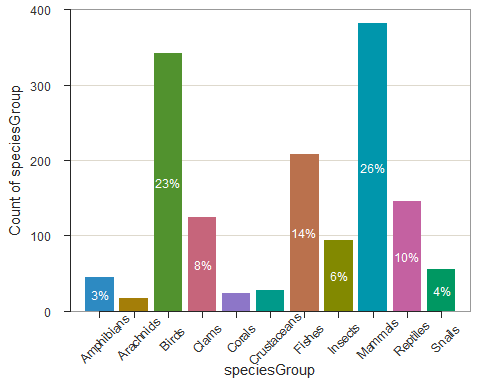 400
300
200
100
0
Count of speciesGroup
3%
23%
8%
14%
6%
26%
10%
4%
Amphibians
Arachnids
Birds
Clams
Corals
Crustaceans
Fishes
Insects
Mammals
Reptiles
Snails
speciesGroup